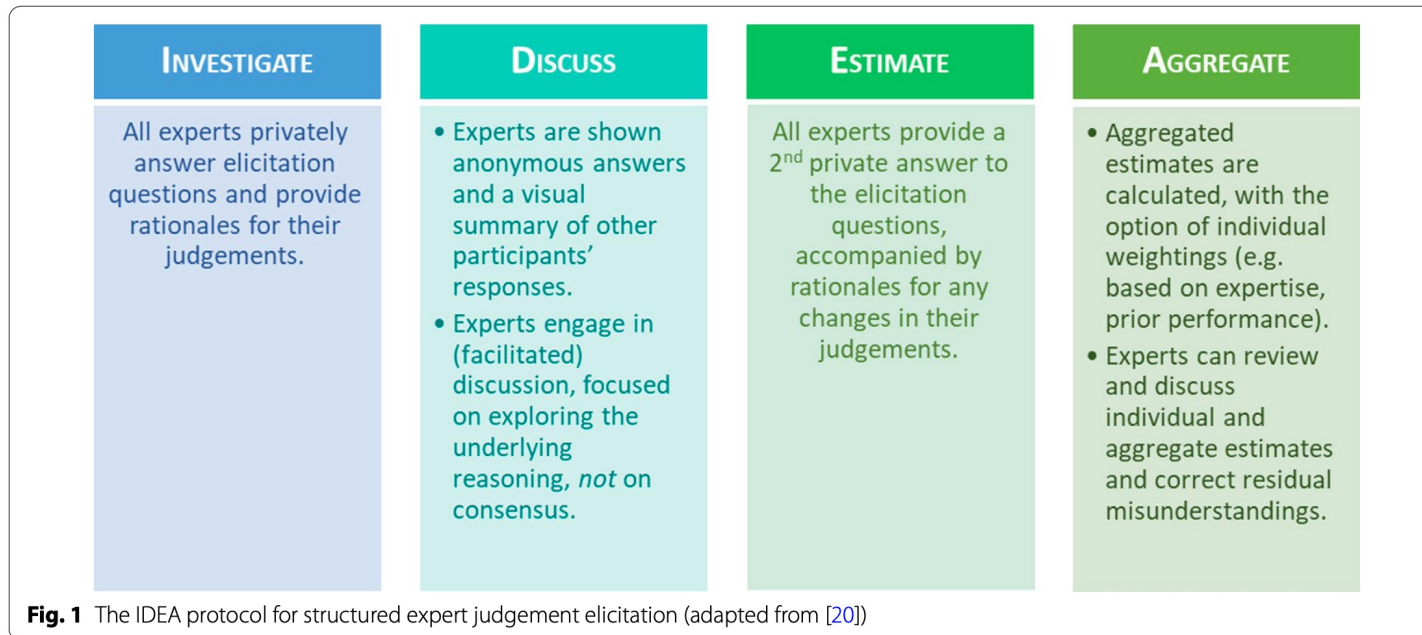 INVESTIGATE
All experts privately
answer elicitation
questions and provide
rationales for their
judgements.
DISCUSS
• Experts are shown
anonymous answers
and a visual
summary of other
participants’
responses.
• Experts engage in
(facilitated)
discussion, focused
on exploring the
underlying
reasoning, not on
consensus.
ESTIMATE
All experts provide a
2nd private answer to
the elicitation
questions,
accompanied by
rationales for any
changes in their
judgements.
AGGREGATE
• Aggregated
estimates are
calculated, with the
option of individual
weightings (e.g.
based on expertise,
prior performance).
• Experts can review
and discuss
individual and
aggregate estimates
and correct residual
misunderstandings.
Fig. 1 The IDEA protocol for structured expert judgement elicitation (adapted from [20])